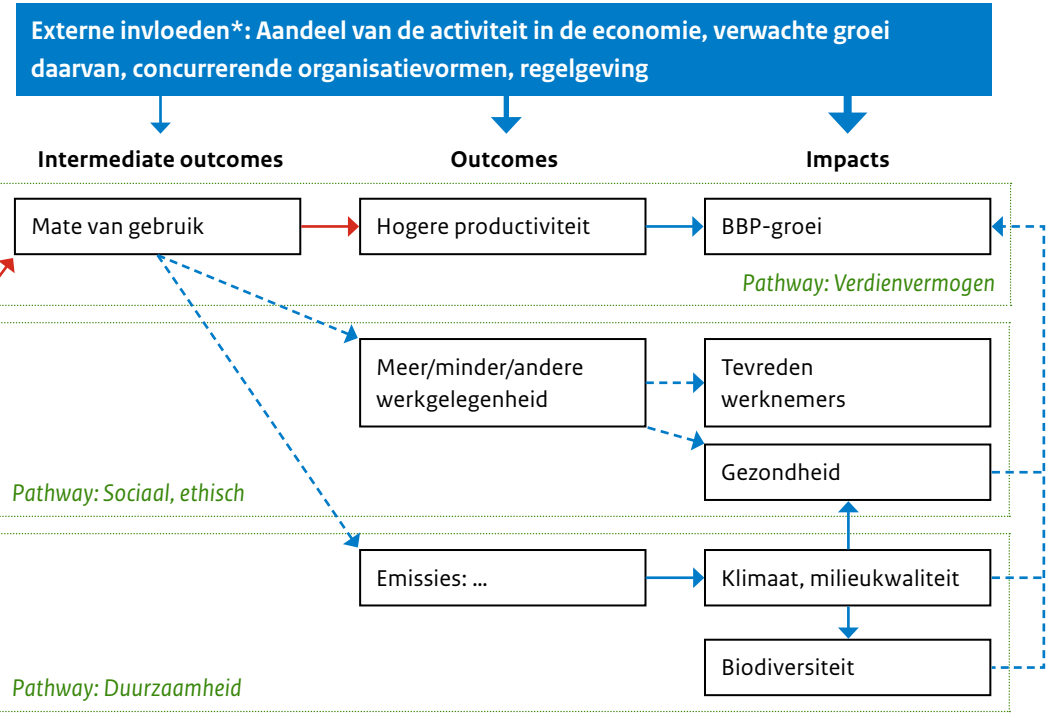 Externe invloeden*: Aandeel van de activiteit in de economie, verwachte groei
daarvan, concurrerende organisatievormen, regelgeving
Intermediate outcomes
Outcomes
Impacts
Mate van gebruik
Hogere productiviteit
BBP-groei
Pathway: Verdienvermogen
Meer/minder/andere
werkgelegenheid
Tevreden
werknemers
Gezondheid
Pathway: Sociaal, ethisch
Emissies: ...
Klimaat, milieukwaliteit
Biodiversiteit
Pathway: Duurzaamheid